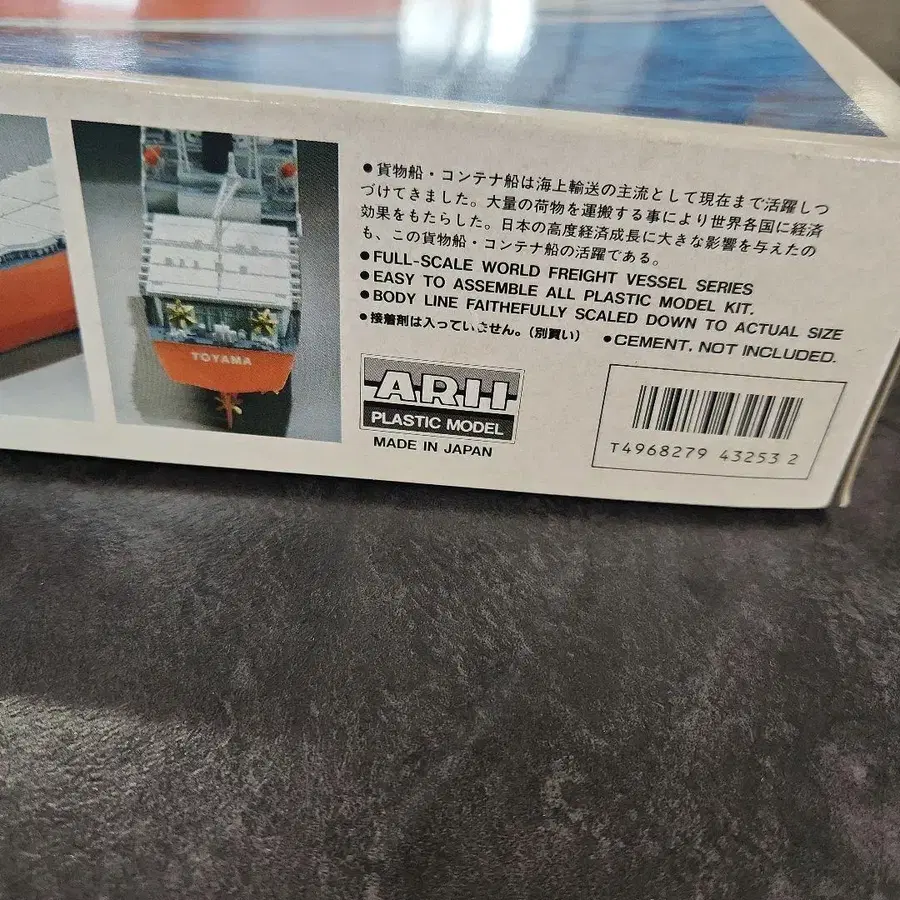 ●貨物船・コンテナ船は海上輸送の主流として現在まで活躍しつ
づけてきました。大量の荷物を運搬する事により世界各国に経済
効果をもたらした。日本の高度経済成長に大きな影響を与えたの
も、この貨物船・コンテナ船の活躍である。
●FULL-SCALE WORLD FREIGHT VESSEL SERIES
●EASY TO ASSEMBLE ALL PLASTIC MODEL KIT.
●BODY LINE FAITHEFULLY SCALED DOWN TO ACTUAL SIZE
●接着剤は入っていません。(別買い) ●CEMENT, NOT INCLUDED.
TOYAMA
ARII
PLASTIC MODEL
MADE IN JAPAN
T4968279 43253 2